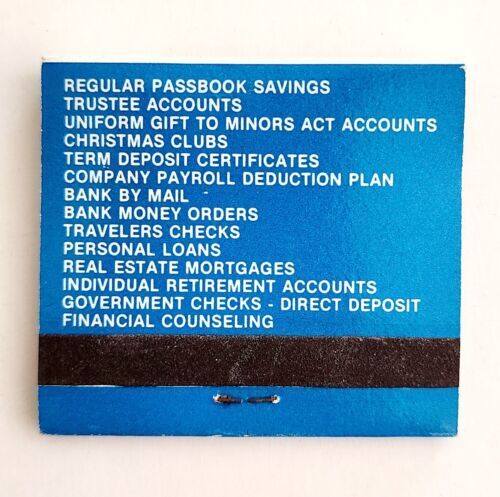 REGULAR PASSBOOK SAVINGS
TRUSTEE ACCOUNTS
UNIFORM GIFT TO MINORS ACT ACCOUNTS
CHRISTMAS CLUBS
TERM DEPOSIT CERTIFICATES
COMPANY PAYROLL DEDUCTION PLAN
BANK BY MAIL
BANK MONEY ORDERS
TRAVELERS CHECKS
PERSONAL LOANS
REAL ESTATE MORTGAGES
INDIVIDUAL RETIREMENT ACCOUNTS
GOVERNMENT CHECKS - DIRECT DEPOSIT
FINANCIAL COUNSELING